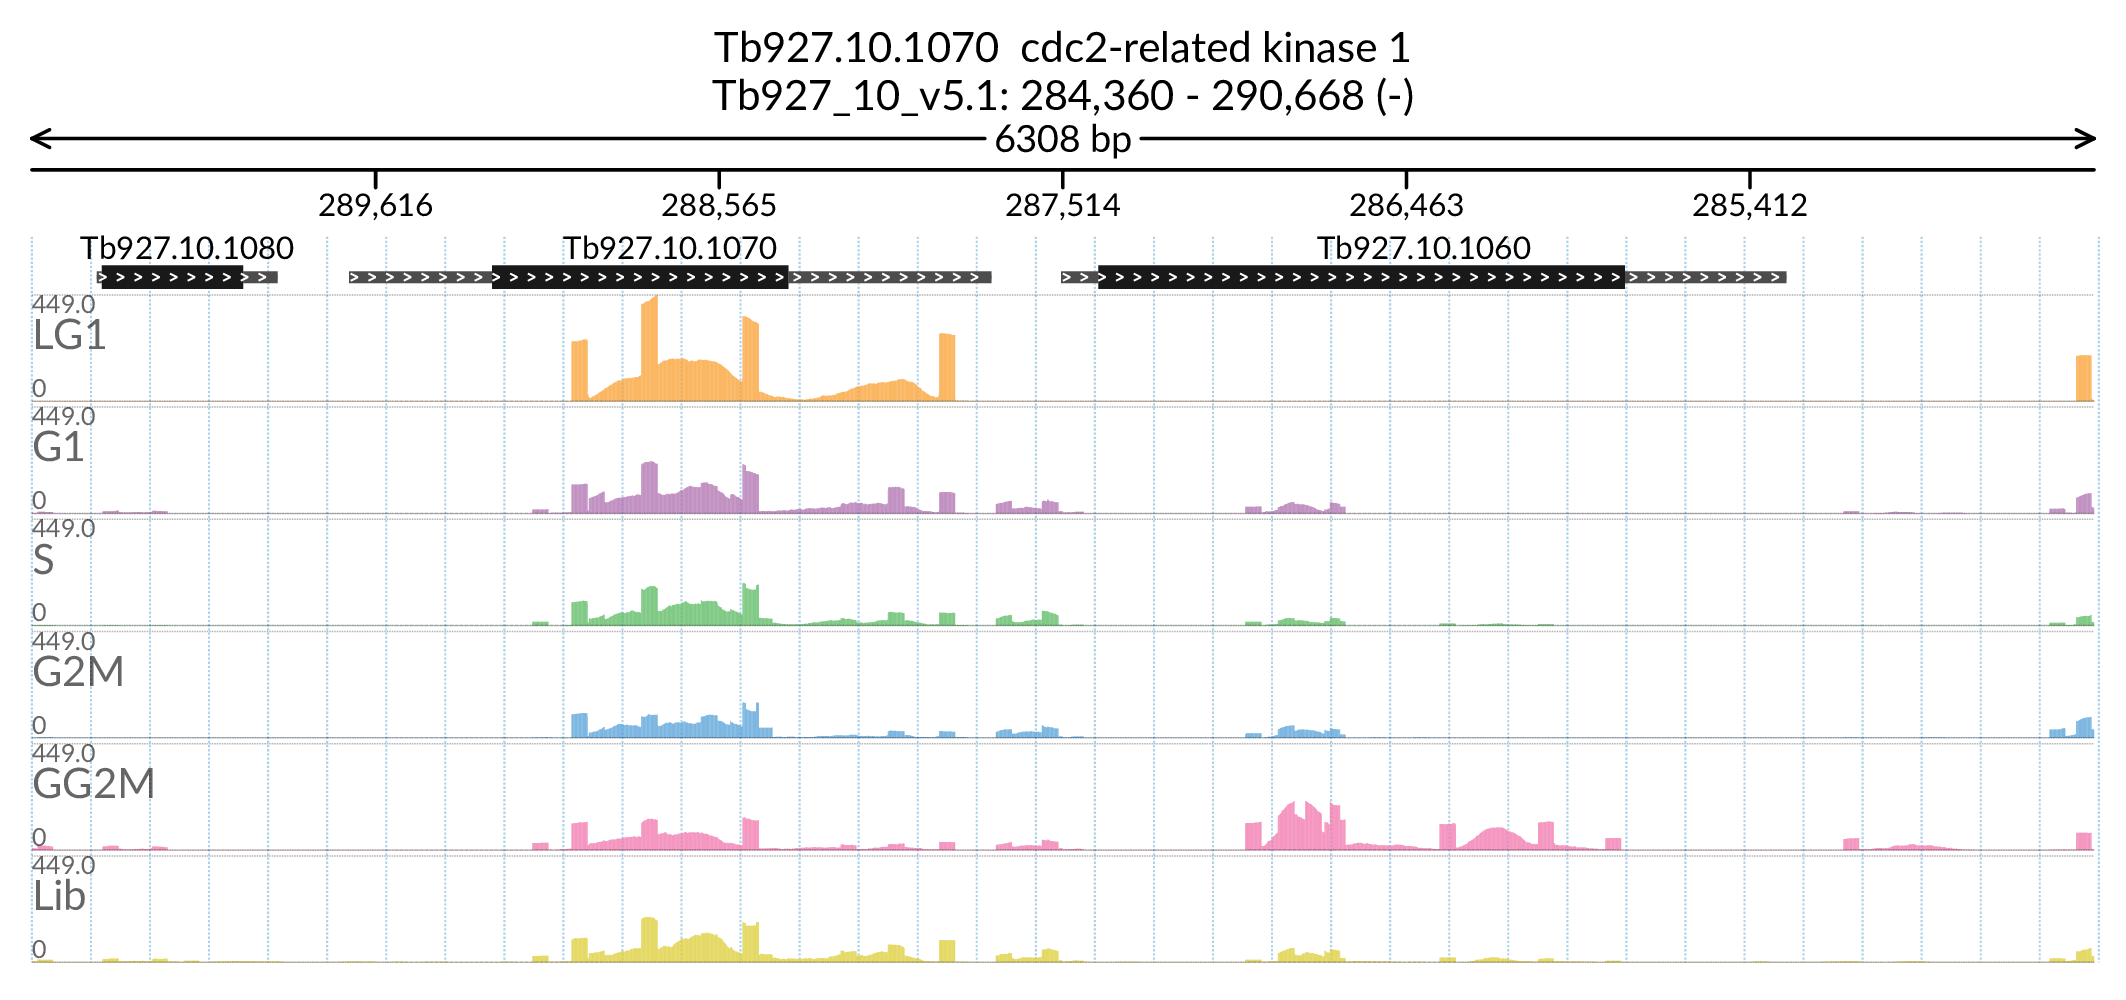 Tb927.10.1070 cdc2-related kinase 1
Tb927_10_v5.1: 284,360 - 290,668 (-)
6308 bp
289,616 288,565 287,514 286,463 285,412
Tb927.10.1080 Tb927.10.1070 Tb927.10.1060
449.0
LG1
0
449.0
G1
0
449.0
S
0
449.0
G2M
0
449.0
GG2M
0
449.0
Lib
0